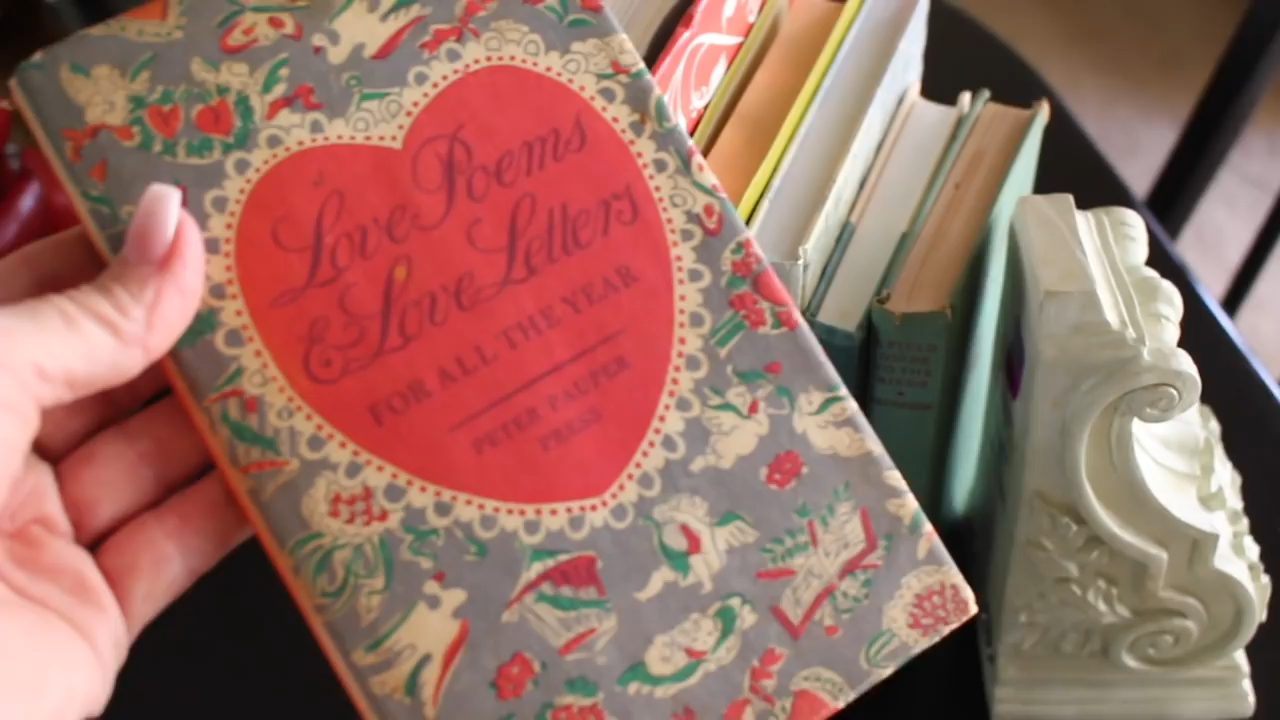 Love Poems
& Love Letters
FOR ALL THE YEAR
PETER PAUPER
PRESS